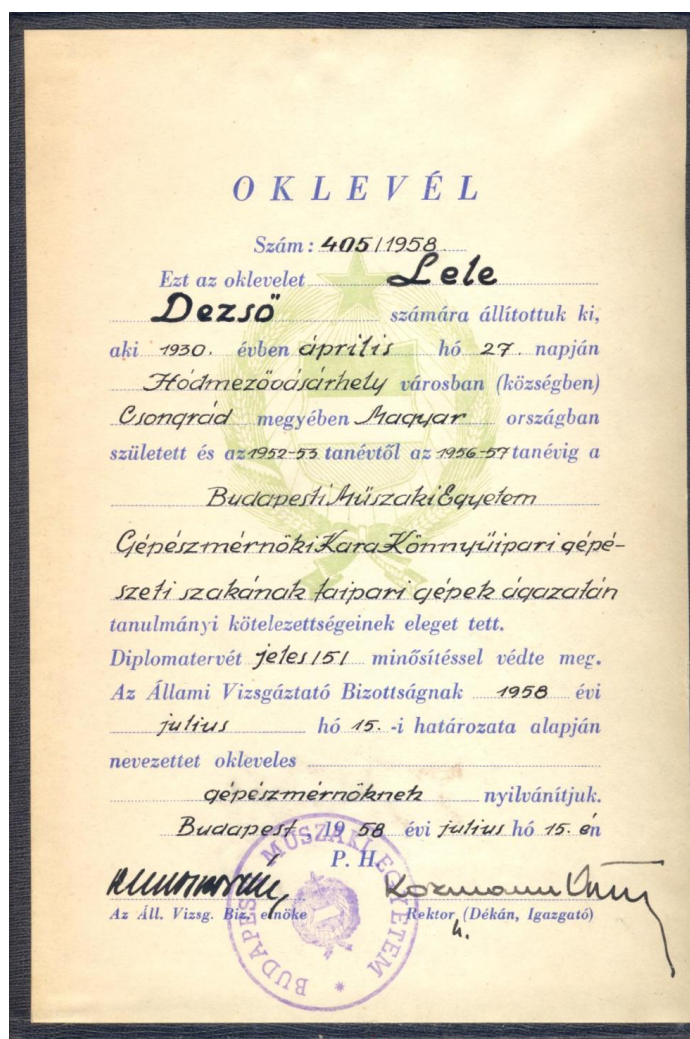 OKLEVÉL
Szám: 405/1958
Ezt az oklevelet Lele
Dezső számára állítottuk ki,
aki 1930. évben április hó 27. napján
Hódmezővásárhely városban (községben)
Csongrád megyében Magyar országban
született és az 1952-53 tanévtől az 1956-57 tanévig a
Budapesti Műszaki Egyetem
Gépészmérnöki Kara Könnyűipari gépé-
szeti szakának faipari gépek ágazatán
tanulmányi kötelezettségeinek eleget tett.
Diplomatervét jeles /5/ minősítéssel védte meg.
Az Állami Vizsgáztató Bizottságnak 1958 évi
július hó 15. -i határozata alapján
nevezettet okleveles
gépészmérnöknek nyilvánítjuk.
Budapest, 1958 évi július hó 15. én
P. H.
Kozmann
Az Áll. Vizsg. Biz. elnöke Rektor (Dékán, Igazgató)
h.
BUDAPESTI MŰSZAKI EGYETEM